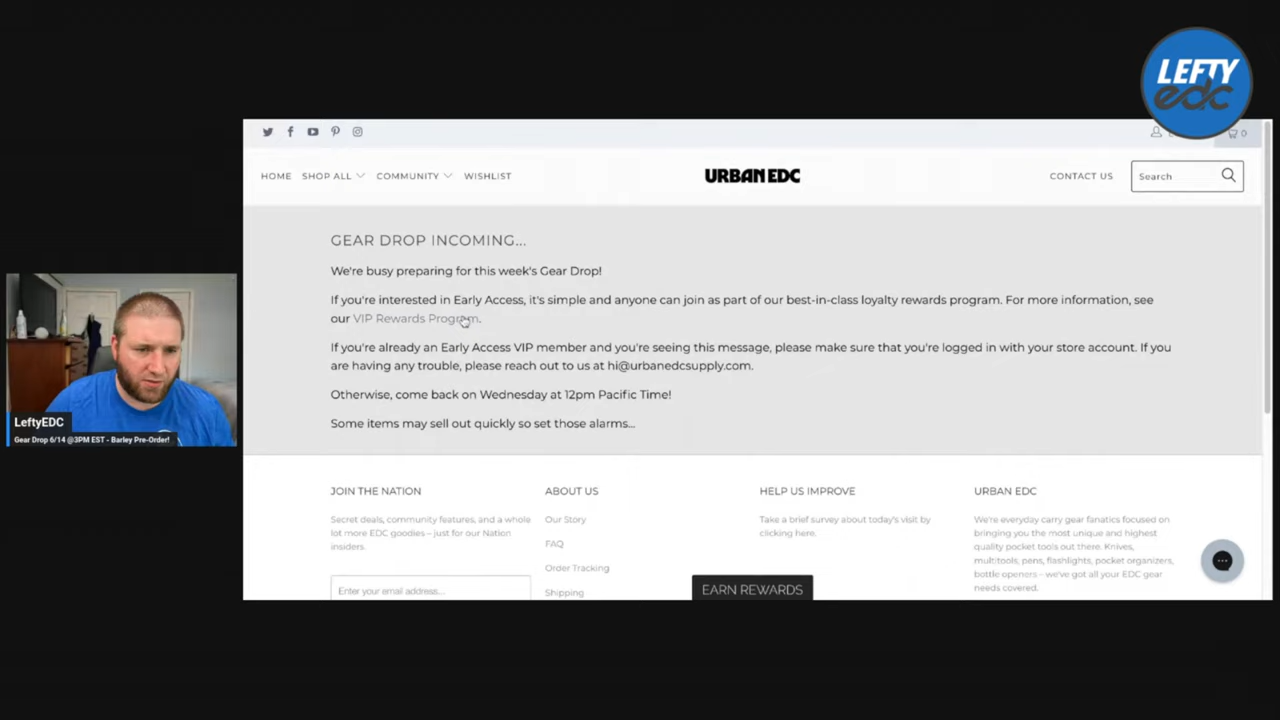 LEFTY
edc
0
HOME SHOP ALL COMMUNITY WISHLIST
URBAN EDC
CONTACT US
Search
GEAR DROP INCOMING...
We're busy preparing for this week's Gear Drop!
If you're interested in Early Access, it's simple and anyone can join as part of our best-in-class loyalty rewards program. For more information, see
our VIP Rewards Program.
If you're already an Early Access VIP member and you're seeing this message, please make sure that you're logged in with your store account. If you
are having any trouble, please reach out to us at hi@urbanedcsupply.com.
Otherwise, come back on Wednesday at 12pm Pacific Time!
Some items may sell out quickly so set those alarms...
LeftyEDC
Gear Drop 6/14 @3PM EST - Barley Pre-Order!
JOIN THE NATION
Secret deals, community features, and a whole
lot more EDC goodies – just for our Nation
insiders.
Enter your email address...
ABOUT US
Our Story
FAQ
Order Tracking
Shipping
HELP US IMPROVE
Take a brief survey about today's visit by
clicking here.
EARN REWARDS
URBAN EDC
We're everyday carry gear fanatics focused on
bringing you the most unique and highest
quality pocket tools out there. Knives,
multitools, pens, flashlights, pocket organizers,
bottle openers – we've got all your EDC gear
needs covered.